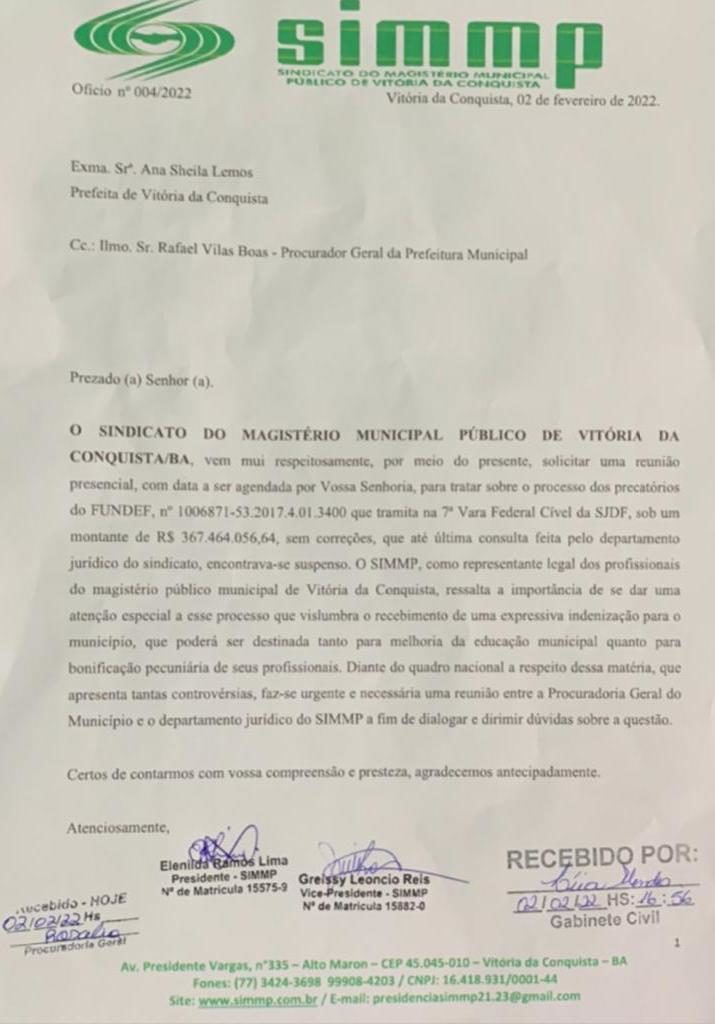 simmp
SINDICATO DO MAGISTÉRIO MUNICIPAL
PÚBLICO DE VITÓRIA DA CONQUISTA
Oficio nº 004/2022
Vitória da Conquista, 02 de fevereiro de 2022.
Exma. Srª. Ana Sheila Lemos
Prefeita de Vitória da Conquista
Cc.: Ilmo. Sr. Rafael Vilas Boas - Procurador Geral da Prefeitura Municipal
Prezado (a) Senhor (a).
O SINDICATO DO MAGISTÉRIO MUNICIPAL PÚBLICO DE VITÓRIA DA
CONQUISTA/BA, vem mui respeitosamente, por meio do presente, solicitar uma reunião
presencial, com data a ser agendada por Vossa Senhoria, para tratar sobre o processo dos precatórios
do FUNDEF, nº 1006871-53.2017.4.01.3400 que tramita na 7ª Vara Federal Cível da SJDF, sob um
montante de R$ 367.464.056,64, sem correções, que até última consulta feita pelo departamento
jurídico do sindicato, encontrava-se suspenso. O SIMMP, como representante legal dos profissionais
do magistério público municipal de Vitória da Conquista, ressalta a importância de se dar uma
atenção especial a esse processo que vislumbra o recebimento de uma expressiva indenização para o
município, que poderá ser destinada tanto para melhoria da educação municipal quanto para
bonificação pecuniária de seus profissionais. Diante do quadro nacional a respeito dessa matéria, que
apresenta tantas controvérsias, faz-se urgente e necessária uma reunião entre a Procuradoria Geral do
Município e o departamento jurídico do SIMMP a fim de dialogar e dirimir dúvidas sobre a questão.
Certos de contarmos com vossa compreensão e presteza, agradecemos antecipadamente.
Atenciosamente,
Elenilda Ramos Lima
Presidente - SIMMP
Nº de Matricula 15575-9
Greissy Leoncio Reis
Vice-Presidente - SIMMP
Nº de Matricula 15882-0
RECEBIDO POR:
02/02/22 HS: 16:56
Gabinete Civil
Recebido - HOJE
02/02/22 Hs
Rosalia
Procuradoria Geral
1
Av. Presidente Vargas, n°335 – Alto Maron – CEP 45.045-010 – Vitória da Conquista – BA
Fones: (77) 3424-3698 99908-4203 / CNPJ: 16.418.931/0001-44
Site: www.simmp.com.br / E-mail: presidenciasimmp21.23@gmail.com